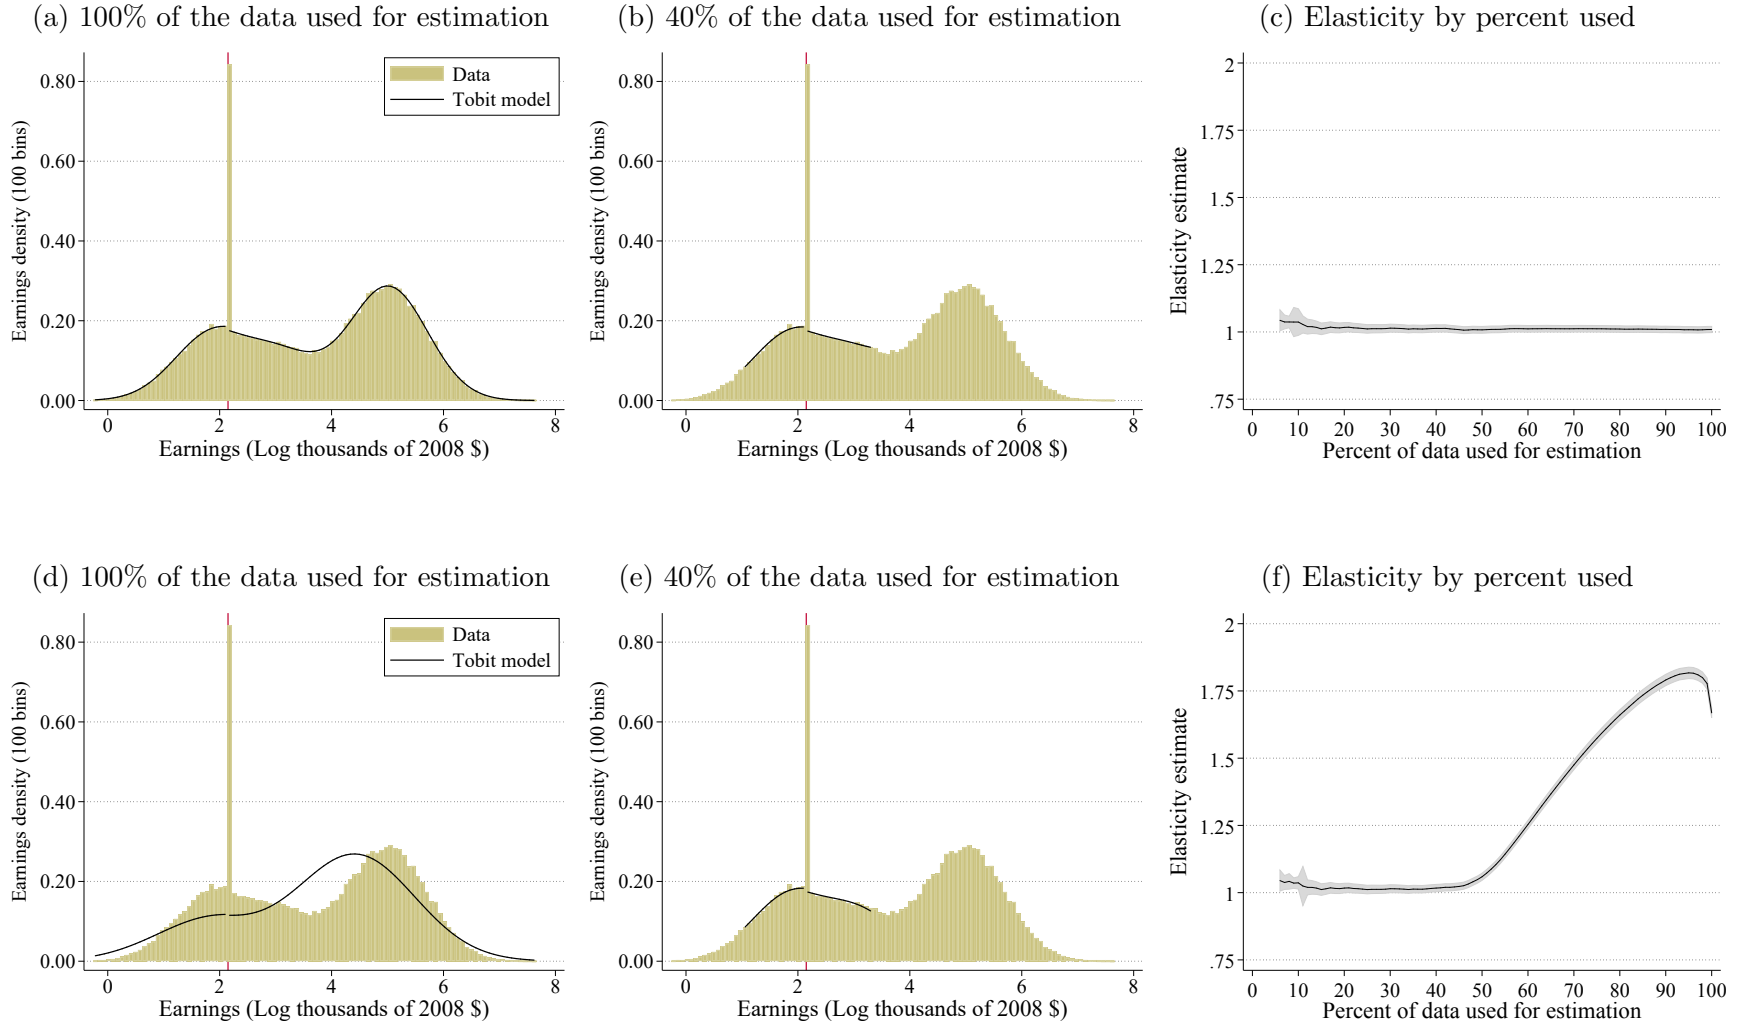 (a) 100% of the data used for estimation
0.80
0.60
0.40
0.20
0.00
Earnings density (100 bins)
Data
Tobit model
0 2 4 6 8
Earnings (Log thousands of 2008 $)
(b) 40% of the data used for estimation
0.80
0.60
0.40
0.20
0.00
Earnings density (100 bins)
0 2 4 6 8
Earnings (Log thousands of 2008 $)
(c) Elasticity by percent used
2
1.75
1.5
1.25
1
.75
Elasticity estimate
0 10 20 30 40 50 60 70 80 90 100
Percent of data used for estimation
(d) 100% of the data used for estimation
0.80
0.60
0.40
0.20
0.00
Earnings density (100 bins)
Data
Tobit model
0 2 4 6 8
Earnings (Log thousands of 2008 $)
(e) 40% of the data used for estimation
0.80
0.60
0.40
0.20
0.00
Earnings density (100 bins)
0 2 4 6 8
Earnings (Log thousands of 2008 $)
(f) Elasticity by percent used
2
1.75
1.5
1.25
1
.75
Elasticity estimate
0 10 20 30 40 50 60 70 80 90 100
Percent of data used for estimation